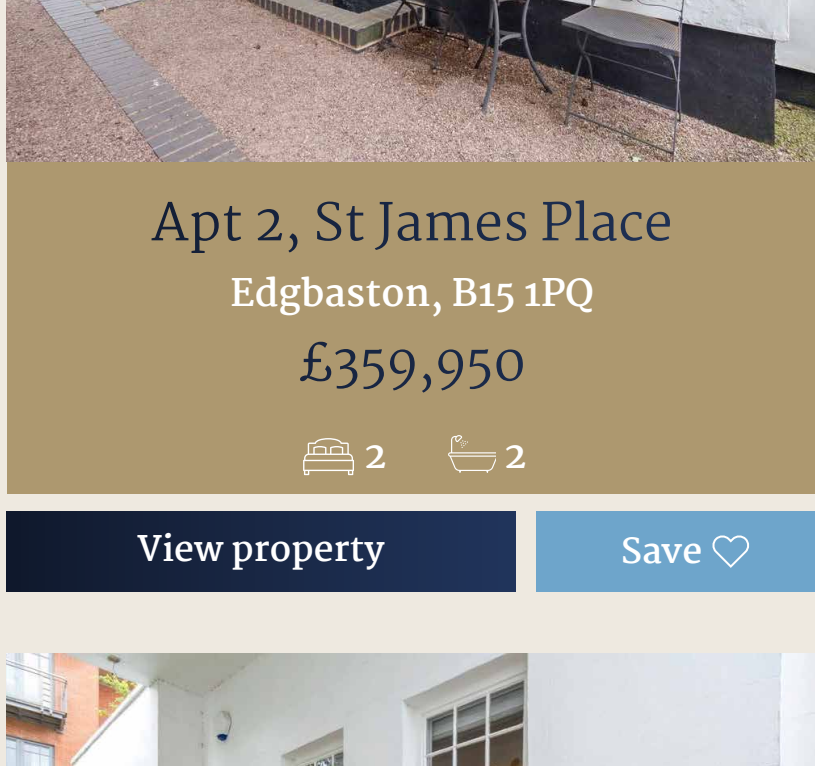 Apt 2, St James Place
Edgbaston, B15 1PQ
£359,950
2 2
View property
Save